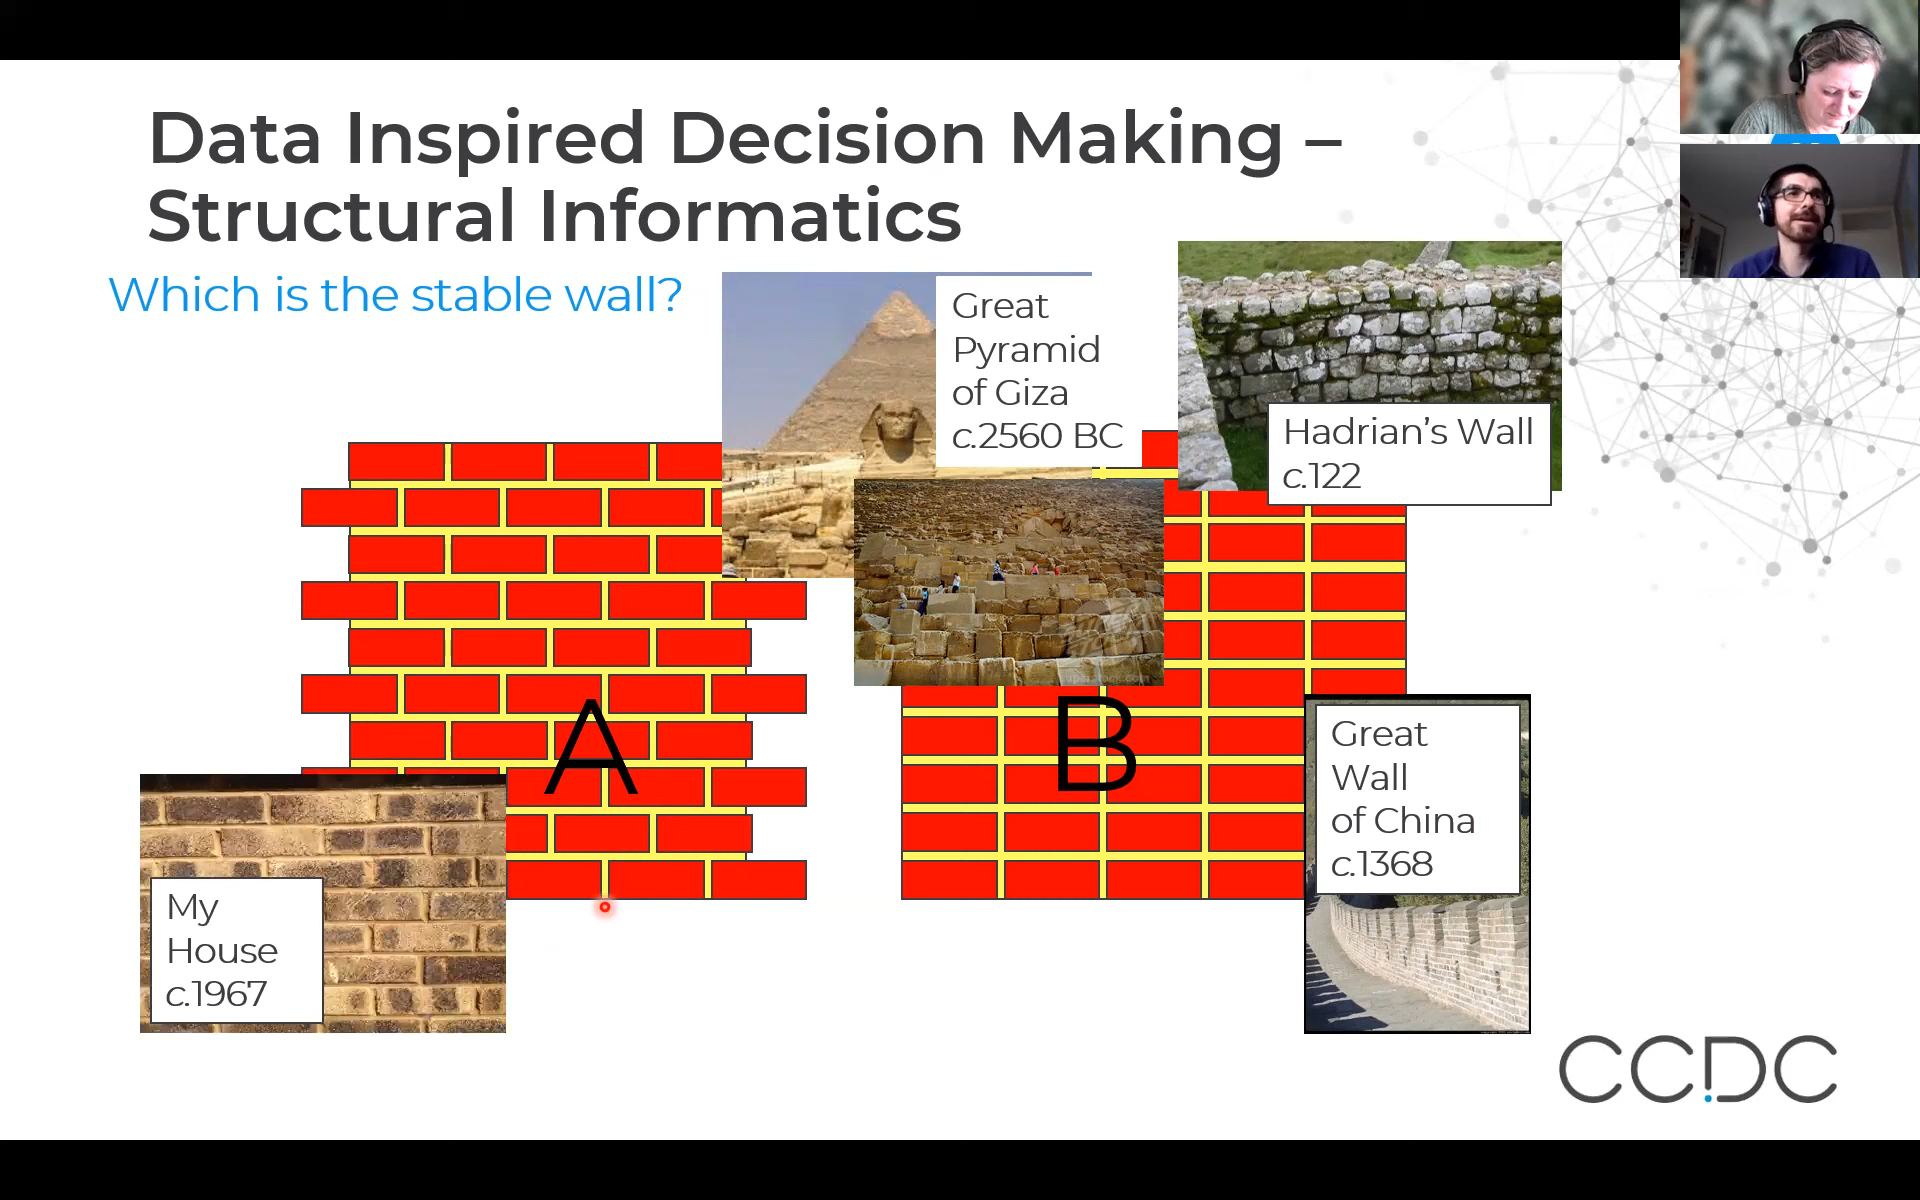 Data Inspired Decision Making –
Structural Informatics
Which is the stable wall?
Great
Pyramid
of Giza
c.2560 BC
Hadrian’s Wall
c.122
A
B
My
House
c.1967
Great
Wall
of China
c.1368
CCDC